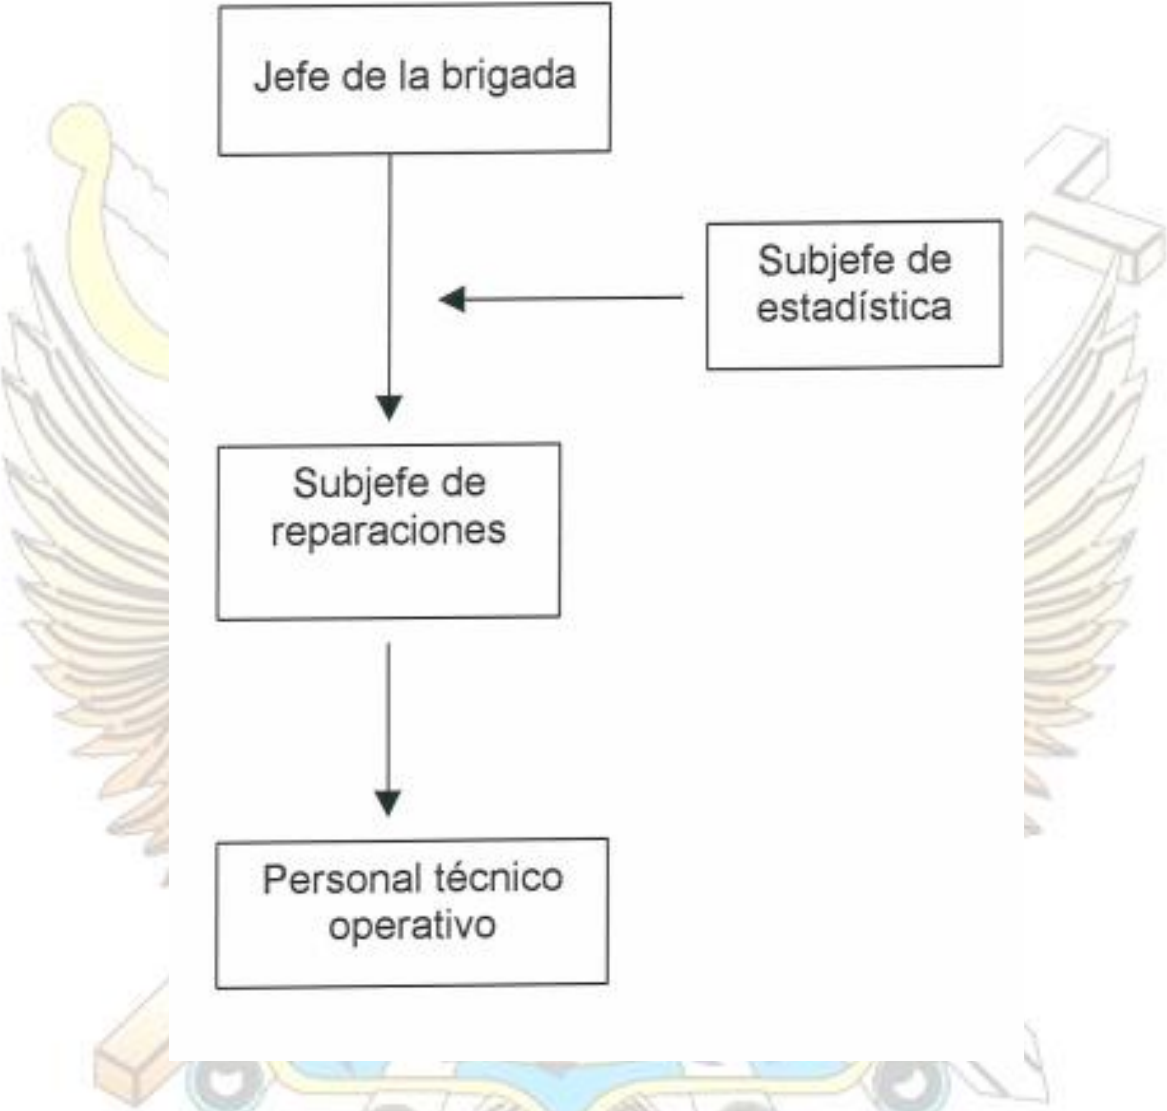 Jefe de la brigada
Subjefe de
estadística
Subjefe de
reparaciones
Personal técnico
operativo